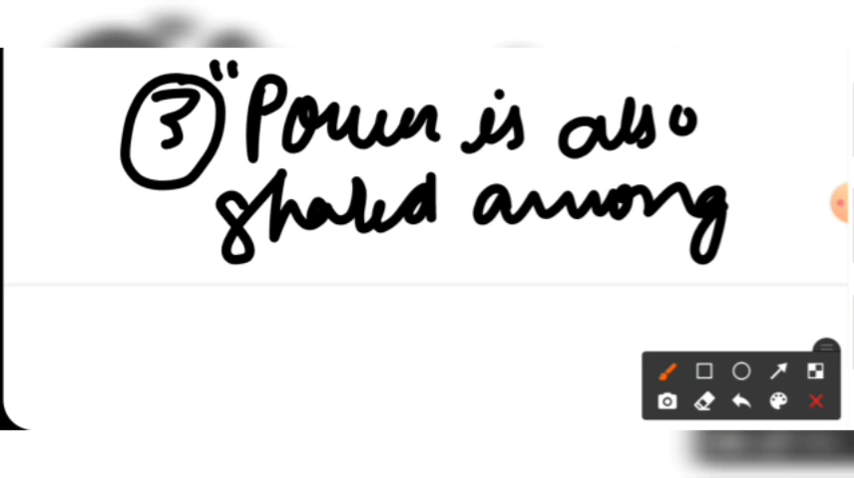 ③ "Power is also
shared among